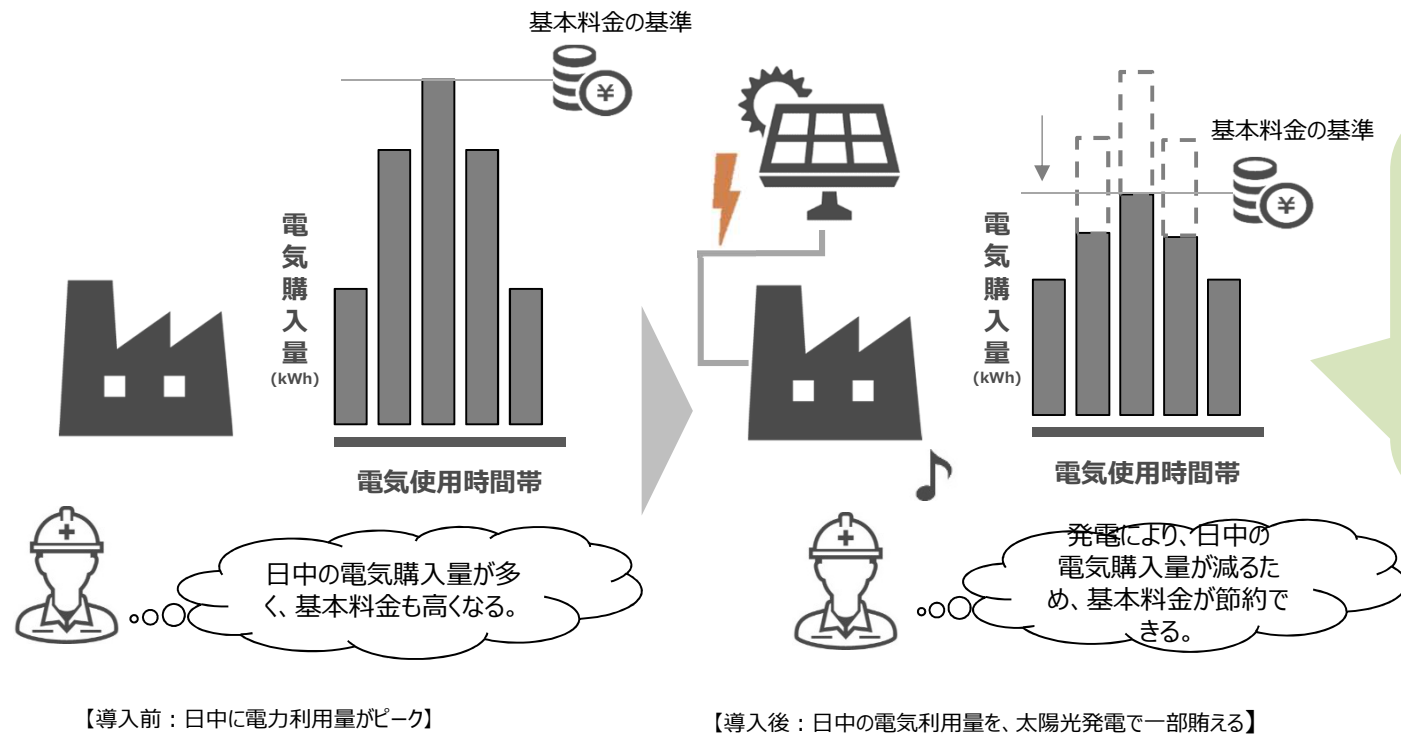 基本料金の基準
¥
電気購入量
(kWh)
電気使用時間帯
日中の電気購入量が多
く、基本料金も高くなる。
【導入前：日中に電力利用量がピーク】
基本料金の基準
¥
電気購入量
(kWh)
電気使用時間帯
発電により、日中の
電気購入量が減るた
め、基本料金が節約で
きる。
【導入後：日中の電気利用量を、太陽光発電で一部賄える】